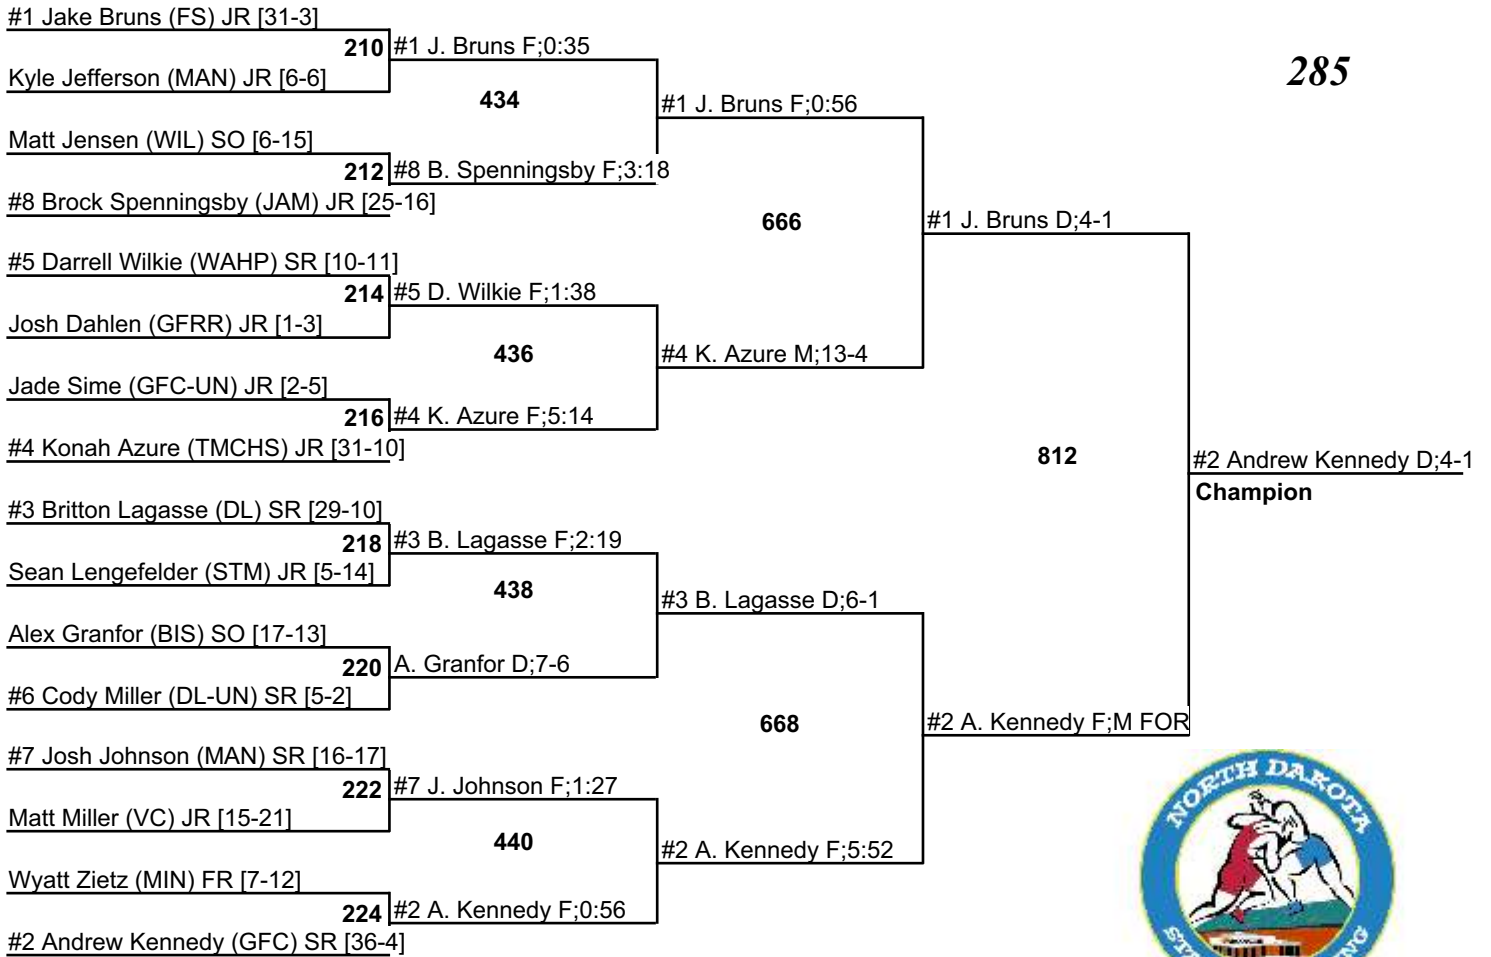 #1 Jake Bruns (FS) JR [31-3]
210
#1 J. Bruns F;0:35
Kyle Jefferson (MAN) JR [6-6]
285
434
#1 J. Bruns F;0:56
Matt Jensen (WIL) SO [6-15]
212
#8 B. Spenningsby F;3:18
#8 Brock Spenningsby (JAM) JR [25-16]
666
#1 J. Bruns D;4-1
#5 Darrell Wilkie (WAHP) SR [10-11]
214
#5 D. Wilkie F;1:38
Josh Dahlen (GFRR) JR [1-3]
436
#4 K. Azure M;13-4
Jade Sime (GFC-UN) JR [2-5]
216
#4 K. Azure F;5:14
#4 Konah Azure (TMCHS) JR [31-10]
812
#2 Andrew Kennedy D;4-1
Champion
#3 Britton Lagasse (DL) SR [29-10]
218
#3 B. Lagasse F;2:19
Sean Lengefelder (STM) JR [5-14]
438
#3 B. Lagasse D;6-1
Alex Granfor (BIS) SO [17-13]
220
A. Granfor D;7-6
#6 Cody Miller (DL-UN) SR [5-2]
668
#2 A. Kennedy F;M FOR
#7 Josh Johnson (MAN) SR [16-17]
222
#7 J. Johnson F;1:27
Matt Miller (VC) JR [15-21]
440
#2 A. Kennedy F;5:52
Wyatt Zietz (MIN) FR [7-12]
224
#2 A. Kennedy F;0:56
#2 Andrew Kennedy (GFC) SR [36-4]
NORTH DAKOTA